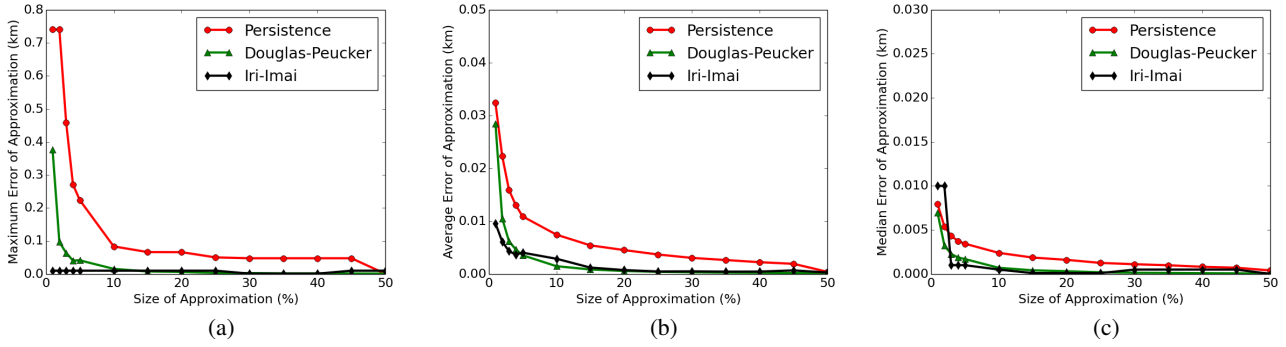 Maximum Error of Approximation (km)
0.8
0.7
0.6
0.5
0.4
0.3
0.2
0.1
0.0
0 10 20 30 40 50
Size of Approximation (%)
Persistence
Douglas-Peucker
Iri-Imai
(a)
Average Error of Approximation (km)
0.05
0.04
0.03
0.02
0.01
0.00
0 10 20 30 40 50
Size of Approximation (%)
Persistence
Douglas-Peucker
Iri-Imai
(b)
Median Error of Approximation (km)
0.030
0.025
0.020
0.015
0.010
0.005
0.000
0 10 20 30 40 50
Size of Approximation (%)
Persistence
Douglas-Peucker
Iri-Imai
(c)